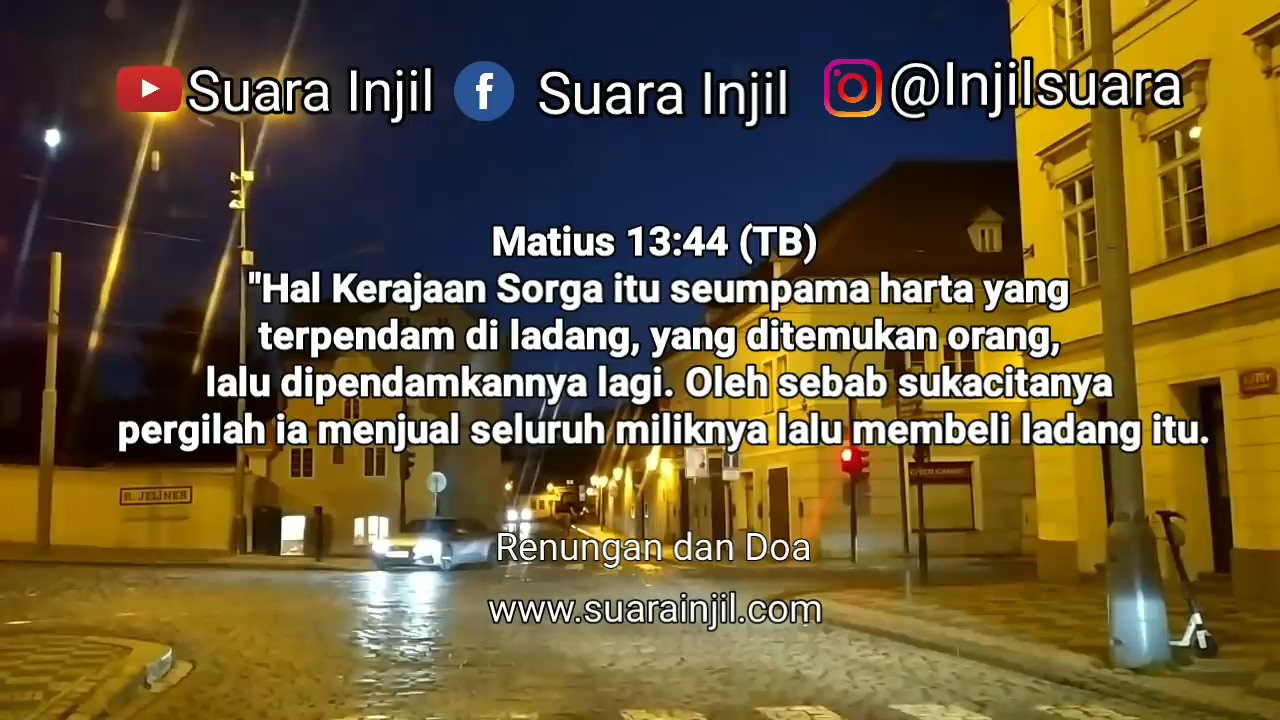 Suara Injil Suara Injil @Injilsuara
Matius 13:44 (TB)
"Hal Kerajaan Sorga itu seumpama harta yang
terpendam di ladang, yang ditemukan orang,
lalu dipendamkannya lagi. Oleh sebab sukacitanya
pergilah ia menjual seluruh miliknya lalu membeli ladang itu.
Renungan dan Doa
www.suarainjil.com